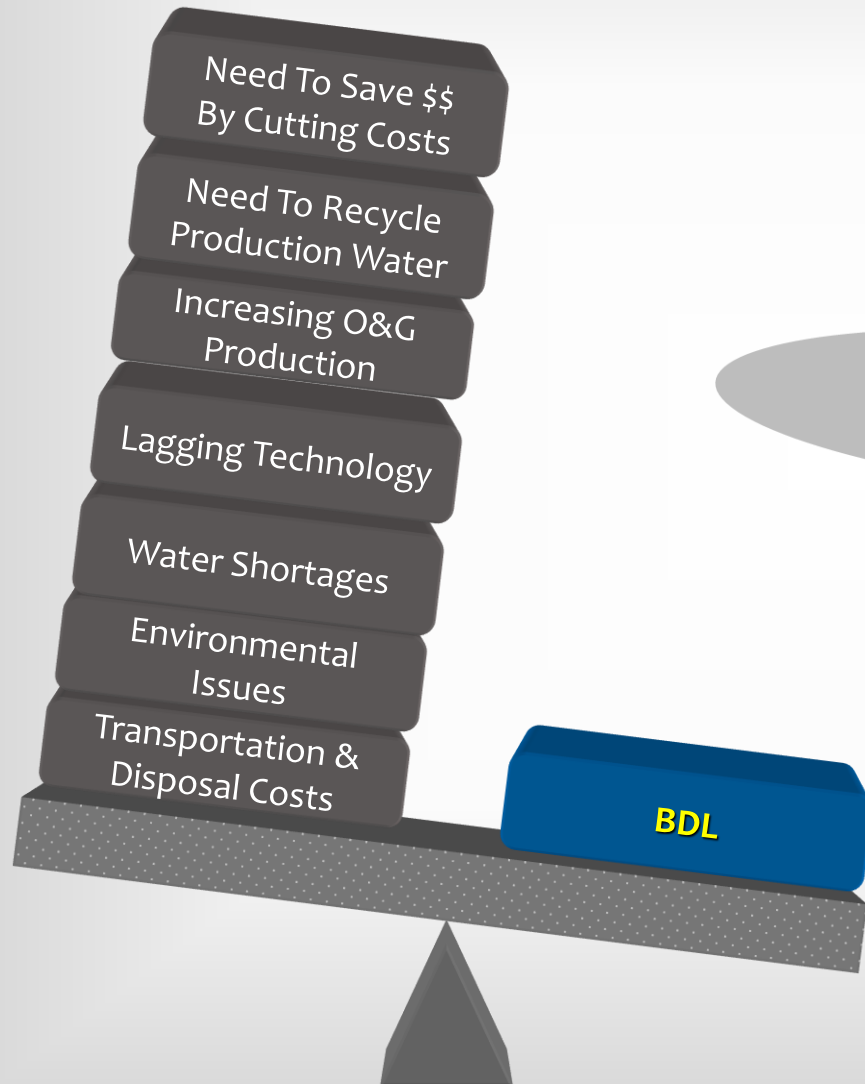 Need To Save $$
By Cutting Costs
Need To Recycle
Production Water
Increasing O&G
Production
Lagging Technology
Water Shortages
Environmental
Issues
Transportation &
Disposal Costs
BDL